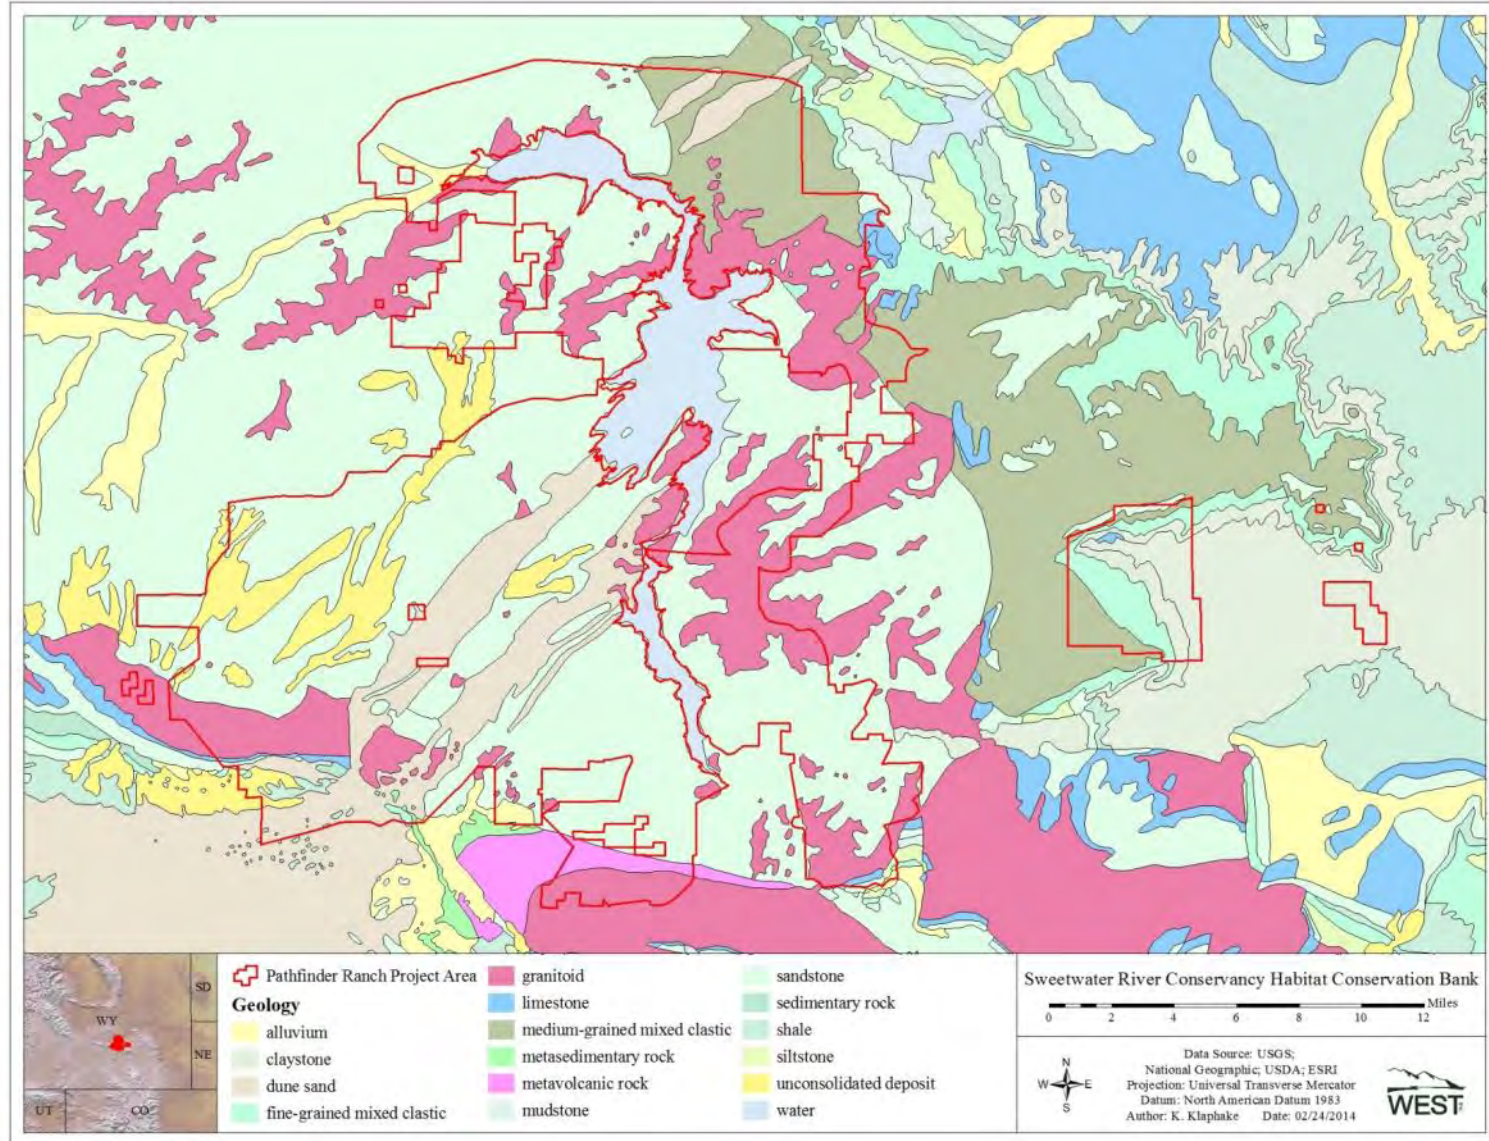 SD
WY
NE
UT
CO
Pathfinder Ranch Project Area
Geology
alluvium
claystone
dune sand
fine-grained mixed clastic
granitoid
limestone
medium-grained mixed clastic
metasedimentary rock
metavolcanic rock
mudstone
sandstone
sedimentary rock
shale
siltstone
unconsolidated deposit
water
Sweetwater River Conservancy Habitat Conservation Bank
Miles
0 2 4 6 8 10 12
N
W E
S
Data Source: USGS;
National Geographic; USDA; ESRI
Projection: Universal Transverse Mercator
Datum: North American Datum 1983
Author: K. Klaphake Date: 02/24/2014
WEST